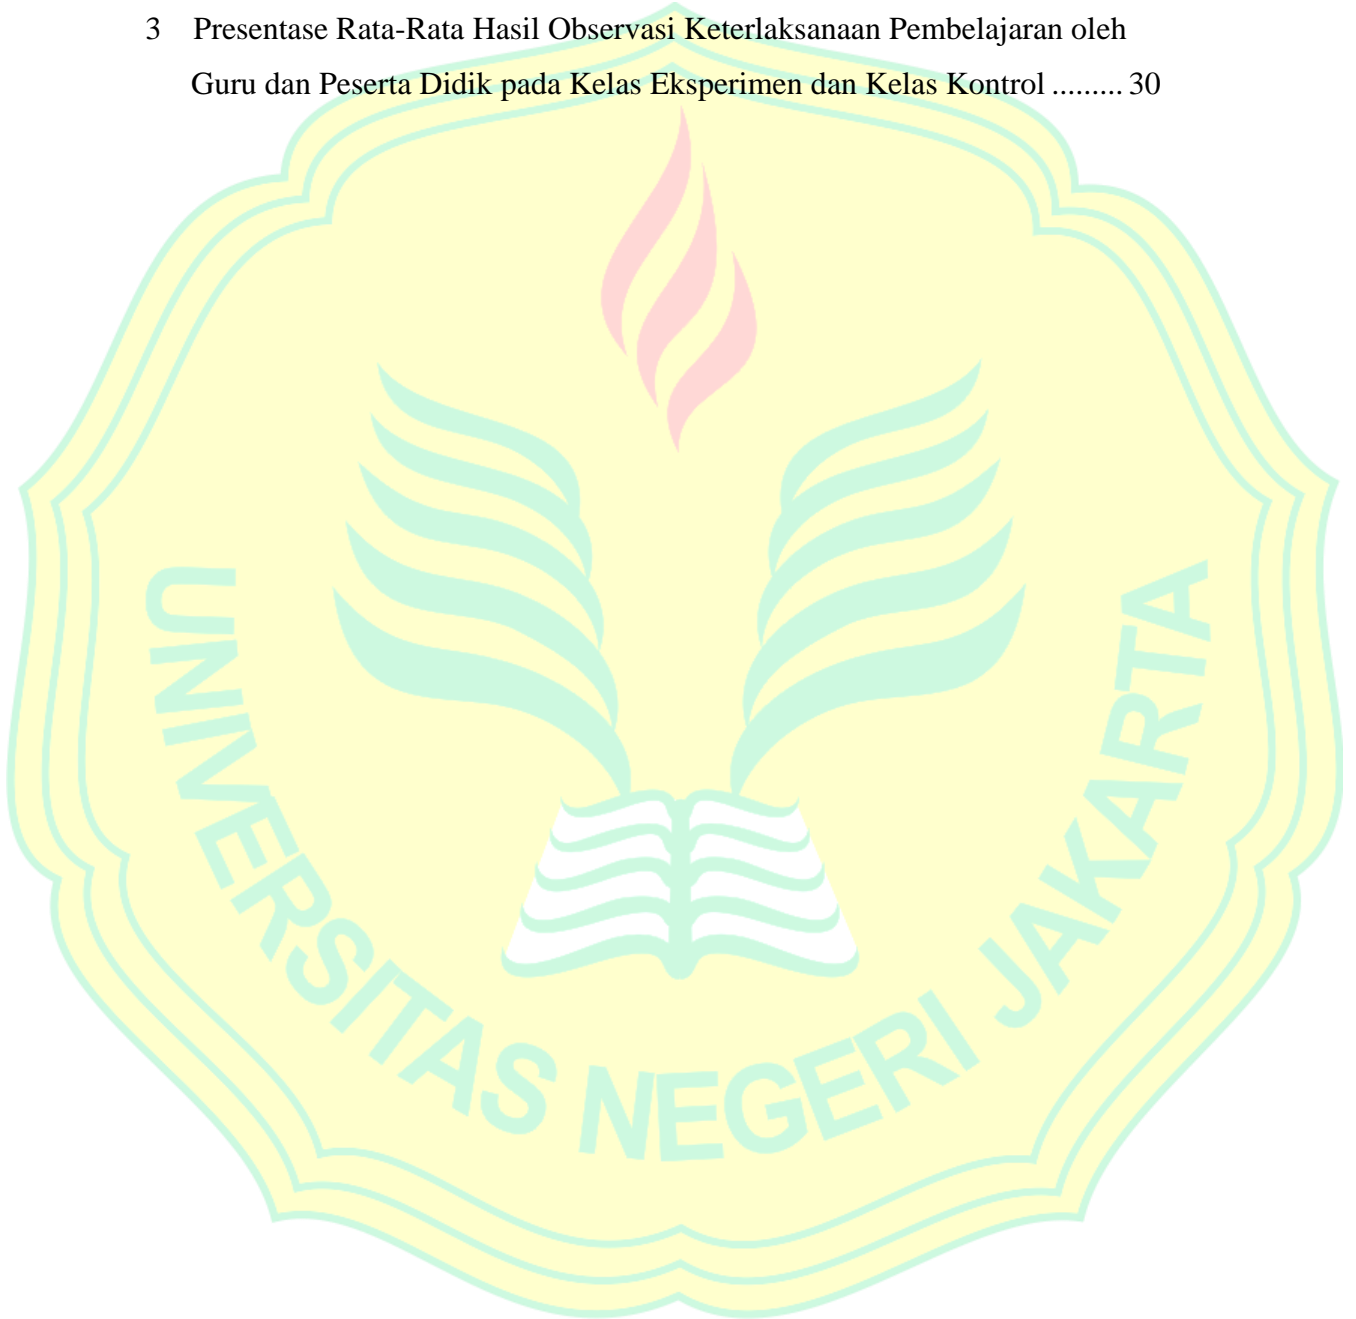 3 Presentase Rata-Rata Hasil Observasi Keterlaksanaan Pembelajaran oleh
Guru dan Peserta Didik pada Kelas Eksperimen dan Kelas Kontrol ......... 30
UNIVERSITAS NEGERI JAKARTA